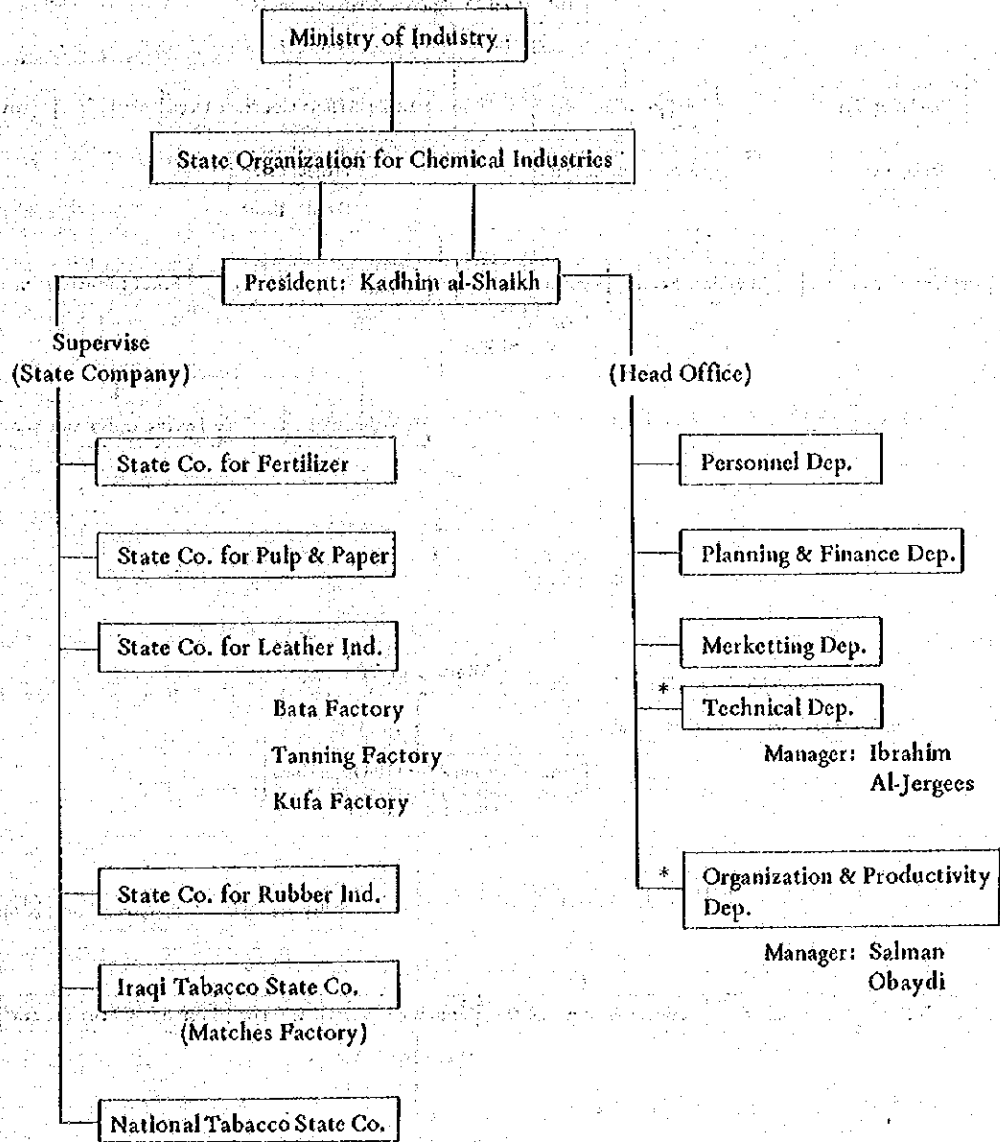 Ministry of Industry
State Organization for Chemical Industries
President: Kadhim al-Shaikh
Supervise
(State Company)
State Co. for Fertilizer
State Co. for Pulp & Paper
State Co. for Leather Ind.
Bata Factory
Tanning Factory
Kufa Factory
State Co. for Rubber Ind.
Iraqi Tabacco State Co.
(Matches Factory)
National Tabacco State Co.
(Head Office)
Personnel Dep.
Planning & Finance Dep.
Merketting Dep.
* Technical Dep.
Manager: Ibrahim
Al-Jergees
* Organization & Productivity
Dep.
Manager: Salman
Obaydi